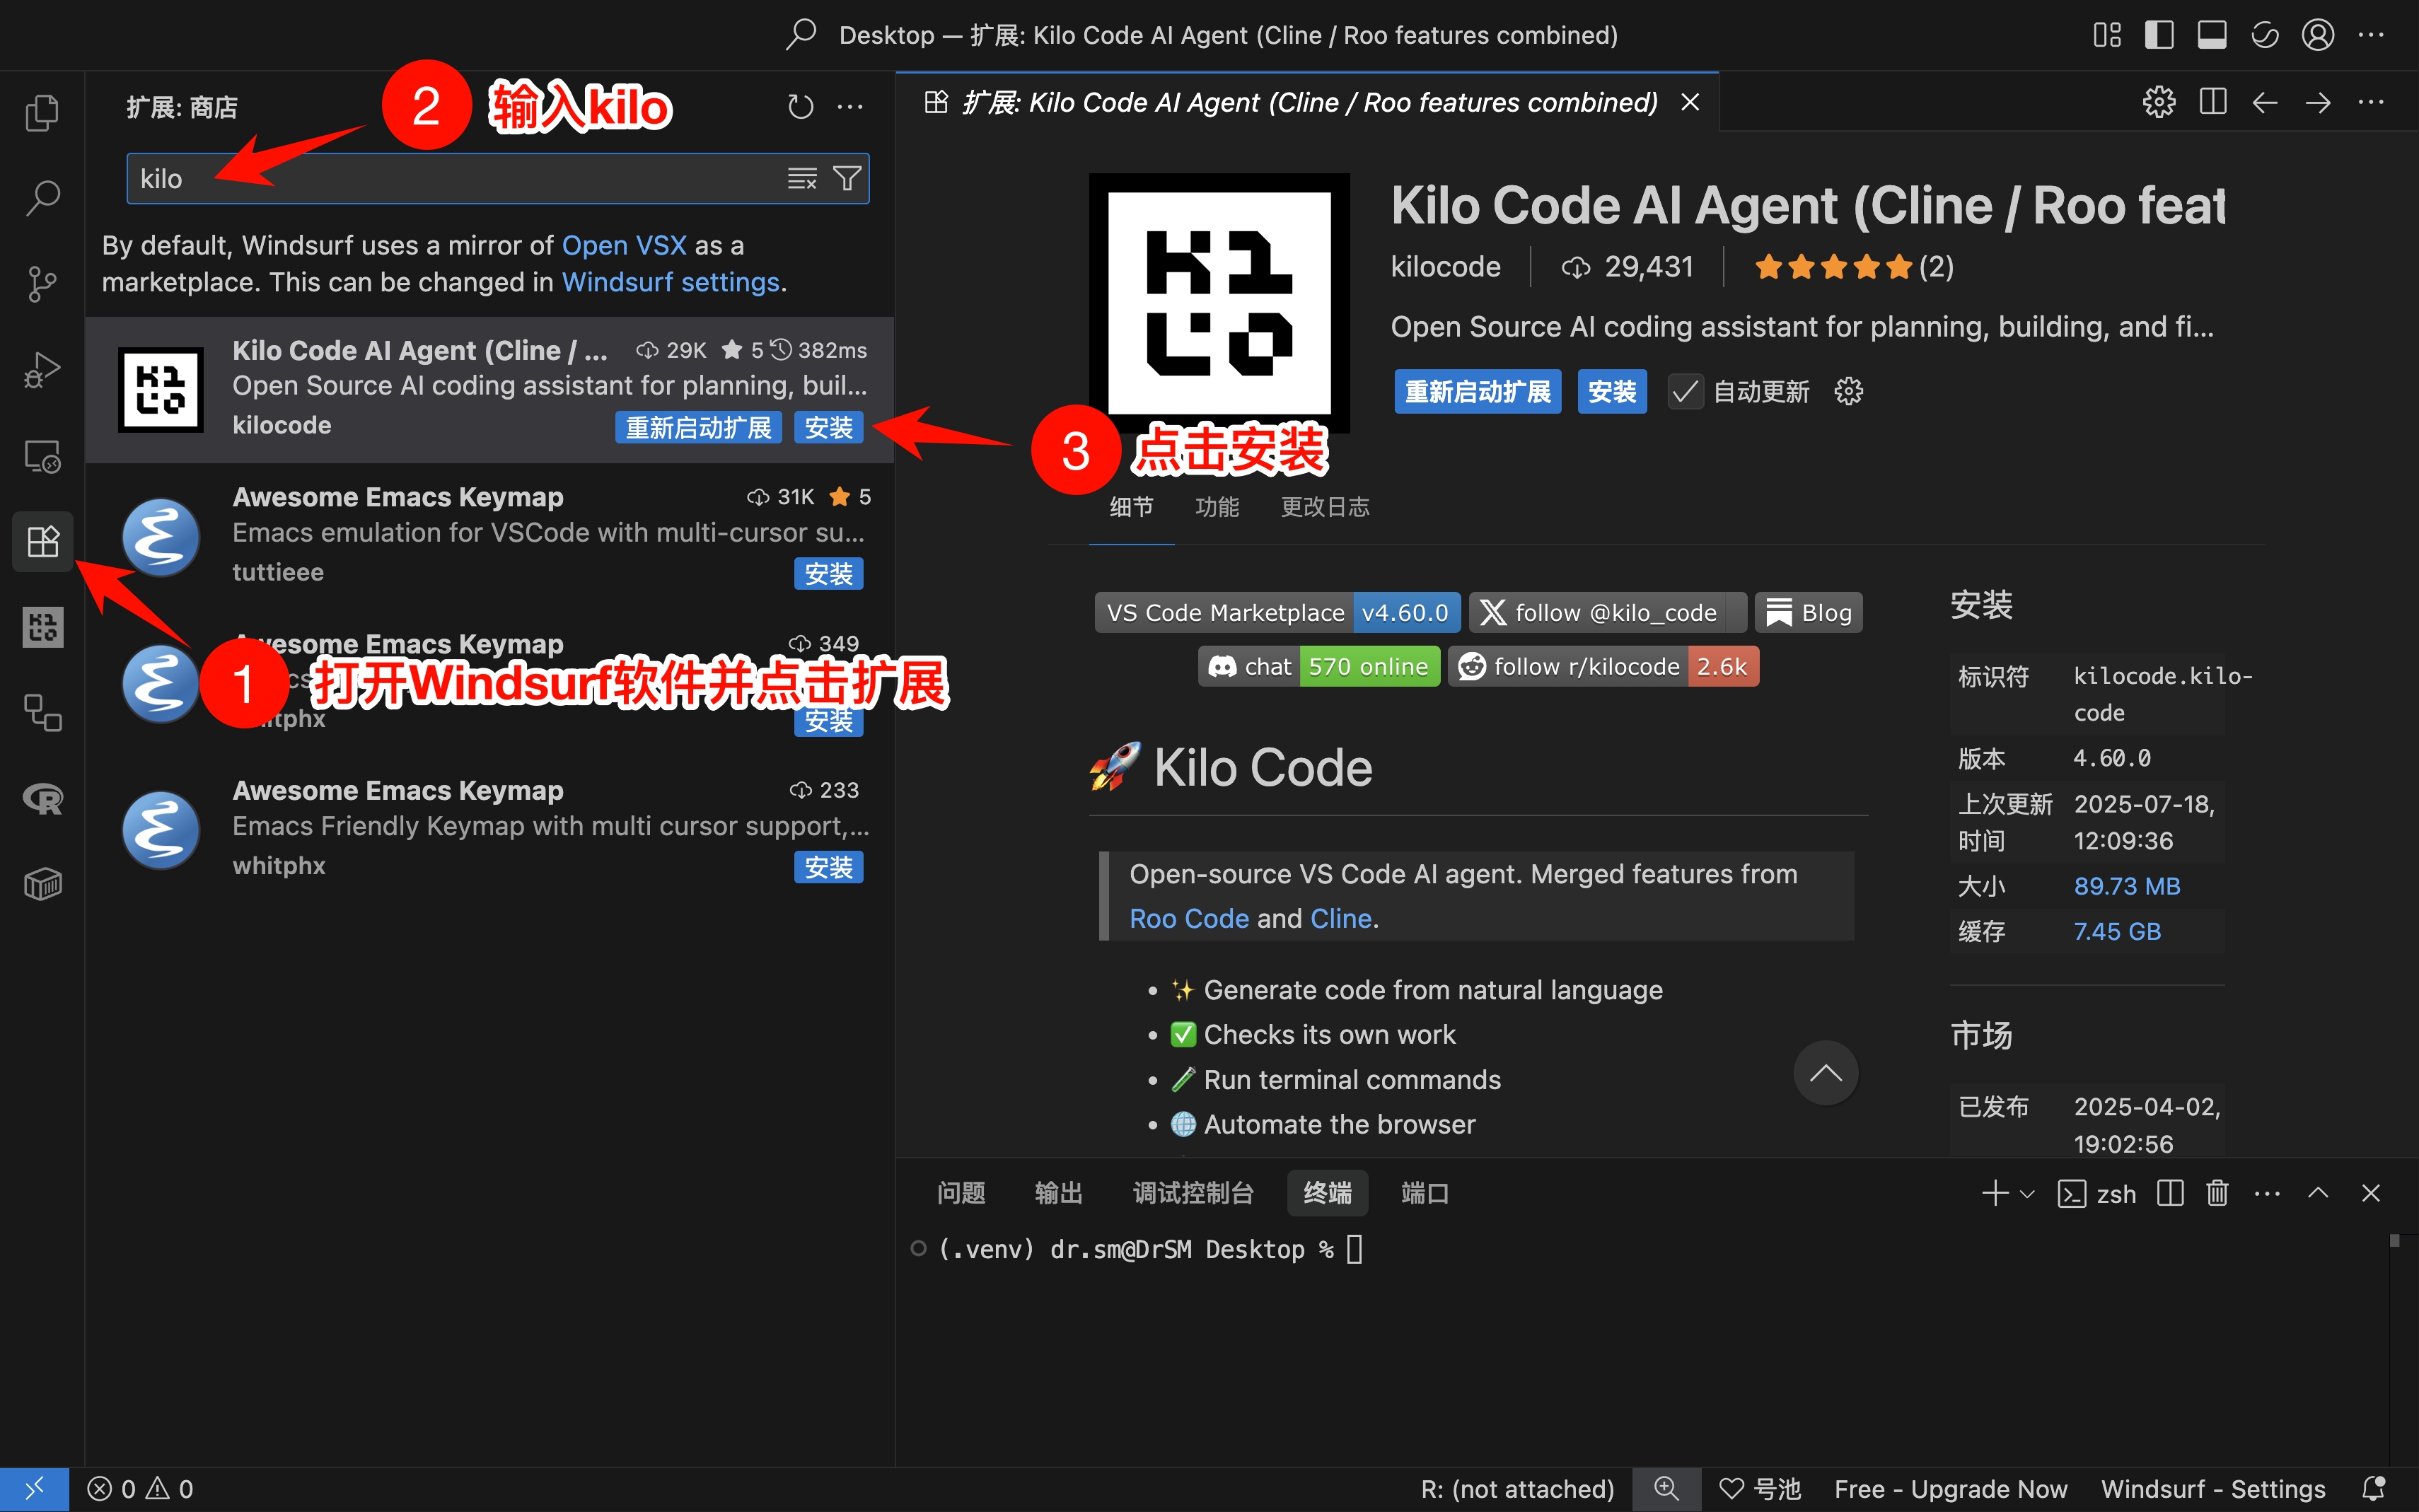 Desktop — 扩展: Kilo Code AI Agent (Cline / Roo features combined)
扩展: 商店
2 输入kilo
kilo
By default, Windsurf uses a mirror of Open VSX as a
marketplace. This can be changed in Windsurf settings.
Kilo Code AI Agent (Cline / ... 29K 5 382ms
Open Source AI coding assistant for planning, buil...
kilocode 重新启动扩展 安装
3 点击安装
Awesome Emacs Keymap 31K 5
Emacs emulation for VSCode with multi-cursor su...
tuttieee 安装
Awesome Emacs Keymap 349
1 打开Windsurf软件并点击扩展
安装
Awesome Emacs Keymap 233
Emacs Friendly Keymap with multi cursor support,...
whitphx 安装
扩展: Kilo Code AI Agent (Cline / Roo features combined)
Kilo Code AI Agent (Cline / Roo feat
kilocode 29,431 (2)
Open Source AI coding assistant for planning, building, and fi...
重新启动扩展 安装 自动更新
细节 功能 更改日志
VS Code Marketplace v4.60.0 follow @kilo_code Blog
chat 570 online follow r/kilocode 2.6k
Kilo Code
Open-source VS Code AI agent. Merged features from
Roo Code and Cline.
Generate code from natural language
Checks its own work
Run terminal commands
Automate the browser
安装
标识符 kilocode.kilo-
code
版本 4.60.0
上次更新 2025-07-18,
时间 12:09:36
大小 89.73 MB
缓存 7.45 GB
市场
已发布 2025-04-02,
19:02:56
问题 输出 调试控制台 终端 端口 zsh
(.venv) dr.sm@DrSM Desktop %
0 0 R: (not attached) 号池 Free - Upgrade Now Windsurf - Settings